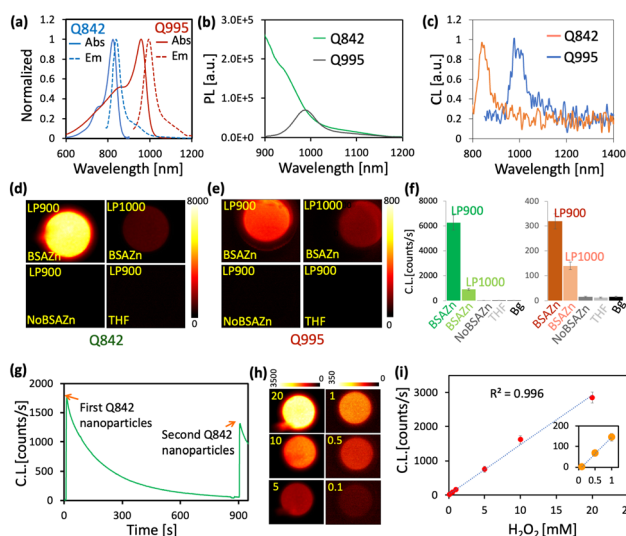 (a)
Q842
Q995
Abs
Em
Abs
Em
Normalized
1.2
1
0.8
0.6
0.4
0.2
0
600 800 1000 1200
Wavelength [nm]
(b)
Q842
Q995
PL [a.u.]
3.0E+5
2.0E+5
1.0E+5
0.0E+0
900 1000 1100 1200
Wavelength [nm]
(c)
Q842
Q995
CL [a.u.]
1.2
1
0.8
0.6
0.4
0.2
0
800 1000 1200 1400
Wavelength [nm]
(d)
LP900
BSAZn
LP1000
BSAZn
LP900
NoBSAZn
LP900
THF
8000
0
Q842
(e)
LP900
BSAZn
LP1000
BSAZn
LP900
NoBSAZn
LP900
THF
800
0
Q995
(f)
C.L.[counts/s]
8000
6000
4000
2000
0
LP900
LP1000
BSAZn
BSAZn
NoBSAZn
THF
Bg
400
300
200
100
0
LP900
LP1000
BSAZn
BSAZn
NoBSAZn
THF
Bg
(g)
C.L.[counts/s]
2000
1500
1000
500
0
First Q842
nanoparticles
Second Q842
nanoparticles
0 300 600 900
Time [s]
(h)
3500
0
350
0
20
1
10
0.5
5
0.1
(i)
R² = 0.996
C.L.[counts/s]
3000
2000
1000
0
200
100
0
0 0.5 1
0 5 10 15 20 25
H₂O₂ [mM]